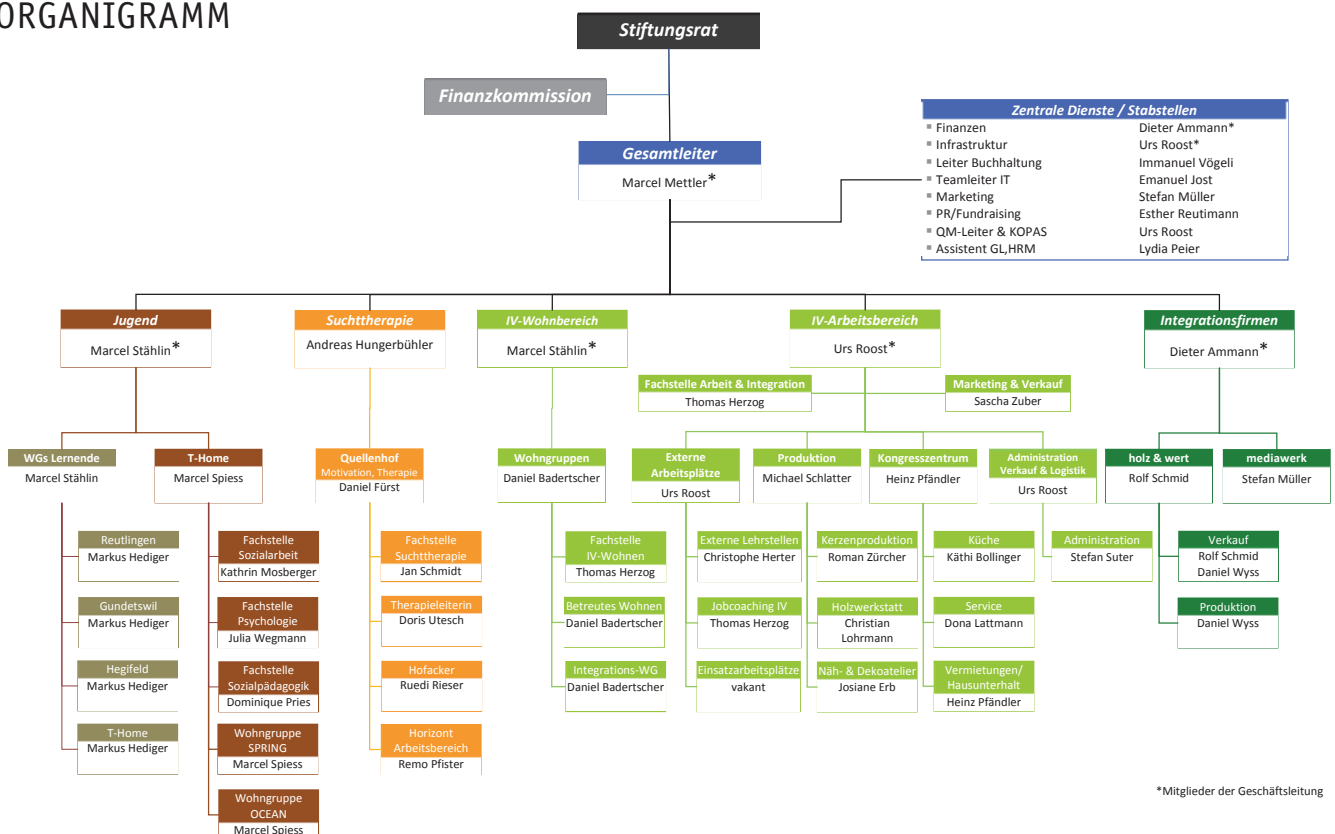 ORGANIGRAMM
Stiftungsrat
Finanzkommission
Gesamtleiter
Marcel Mettler*
Zentrale Dienste / Stabstellen
Finanzen Dieter Ammann*
Infrastruktur Urs Roost*
Leiter Buchhaltung Immanuel Vögeli
Teamleiter IT Emanuel Jost
Marketing Stefan Müller
PR/Fundraising Esther Reutimann
QM-Leiter & KOPAS Urs Roost
Assistent GL,HRM Lydia Peier
Jugend
Marcel Stählin*
Suchttherapie
Andreas Hungerbühler
IV-Wohnbereich
Marcel Stählin*
IV-Arbeitsbereich
Urs Roost*
Integrationsfirmen
Dieter Ammann*
Fachstelle Arbeit & Integration
Thomas Herzog
Marketing & Verkauf
Sascha Zuber
WGs Lernende
Marcel Stählin
T-Home
Marcel Spiess
Quellenhof
Motivation, Therapie
Daniel Fürst
Wohngruppen
Daniel Badertscher
Externe
Arbeitsplätze
Urs Roost
Produktion
Michael Schlatter
Kongresszentrum
Heinz Pfändler
Administration
Verkauf & Logistik
Urs Roost
holz & wert
Rolf Schmid
mediawerk
Stefan Müller
Reutlingen
Markus Hediger
Gundetswil
Markus Hediger
Hegifeld
Markus Hediger
T-Home
Markus Hediger
Fachstelle
Sozialarbeit
Kathrin Mosberger
Fachstelle
Psychologie
Julia Wegmann
Fachstelle
Sozialpädagogik
Dominique Pries
Wohngruppe
SPRING
Marcel Spiess
Wohngruppe
OCEAN
Marcel Spiess
Fachstelle
Suchttherapie
Jan Schmidt
Therapieleiterin
Doris Utesch
Hofacker
Ruedi Rieser
Horizont
Arbeitsbereich
Remo Pfister
Fachstelle
IV-Wohnen
Thomas Herzog
Betreutes Wohnen
Daniel Badertscher
Integrations-WG
Daniel Badertscher
Externe Lehrstellen
Christophe Herter
Jobcoaching IV
Thomas Herzog
Einsatzarbeitsplätze
vakant
Kerzenproduktion
Roman Zürcher
Holzwerkstatt
Christian
Lohrmann
Näh- & Dekoatelier
Josiane Erb
Küche
Käthi Bollinger
Service
Dona Lattmann
Vermietungen/
Hausunterhalt
Heinz Pfändler
Administration
Stefan Suter
Verkauf
Rolf Schmid
Daniel Wyss
Produktion
Daniel Wyss
*Mitglieder der Geschäftsleitung